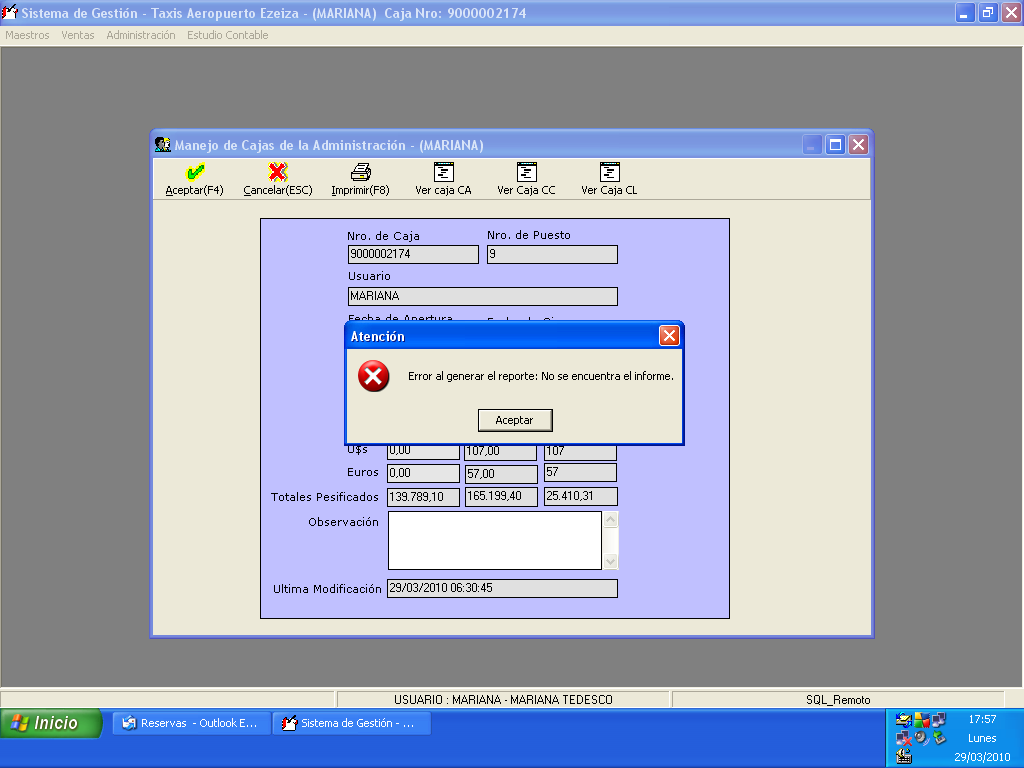 Sistema de Gestión - Taxis Aeropuerto Ezeiza - (MARIANA) Caja Nro: 9000002174
Maestros Ventas Administración Estudio Contable
Manejo de Cajas de la Administración - (MARIANA)
Aceptar(F4) Cancelar(ESC) Imprimir(F8) Ver caja CA Ver Caja CC Ver Caja CL
Nro. de Caja Nro. de Puesto
9000002174 9
Usuario
MARIANA
Fecha de Apertura
Atención
Error al generar el reporte: No se encuentra el informe.
Aceptar
U$s 0,00 107,00 107
Euros 0,00 57,00 57
Totales Pesificados 139.789,10 165.199,40 25.410,31
Observación
Ultima Modificación 29/03/2010 06:30:45
USUARIO : MARIANA - MARIANA TEDESCO SQL_Remoto
Inicio Reservas - Outlook E... Sistema de Gestión - ... 17:57
Lunes
29/03/2010